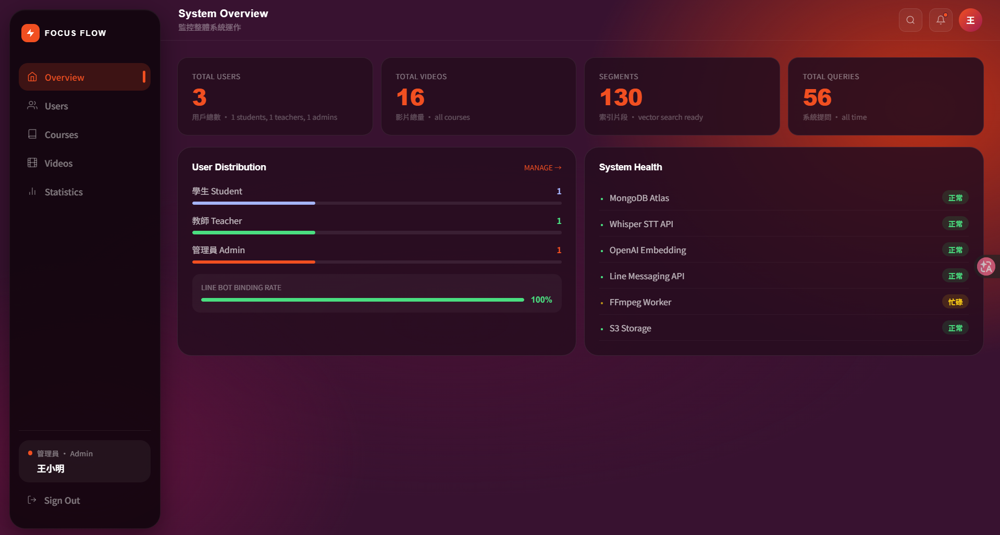 FOCUS FLOW
Overview
Users
Courses
Videos
Statistics
管理員 • Admin
王小明
Sign Out
System Overview
監控整體系統運作
王
TOTAL USERS
3
用戶總數 • 1 students, 1 teachers, 1 admins
TOTAL VIDEOS
16
影片總量 • all courses
SEGMENTS
130
索引片段 • vector search ready
TOTAL QUERIES
56
系統提問 • all time
User Distribution
MANAGE →
學生 Student 1
教師 Teacher 1
管理員 Admin 1
LINE BOT BINDING RATE
100%
System Health
MongoDB Atlas 正常
Whisper STT API 正常
OpenAI Embedding 正常
Line Messaging API 正常
FFmpeg Worker 忙碌
S3 Storage 正常